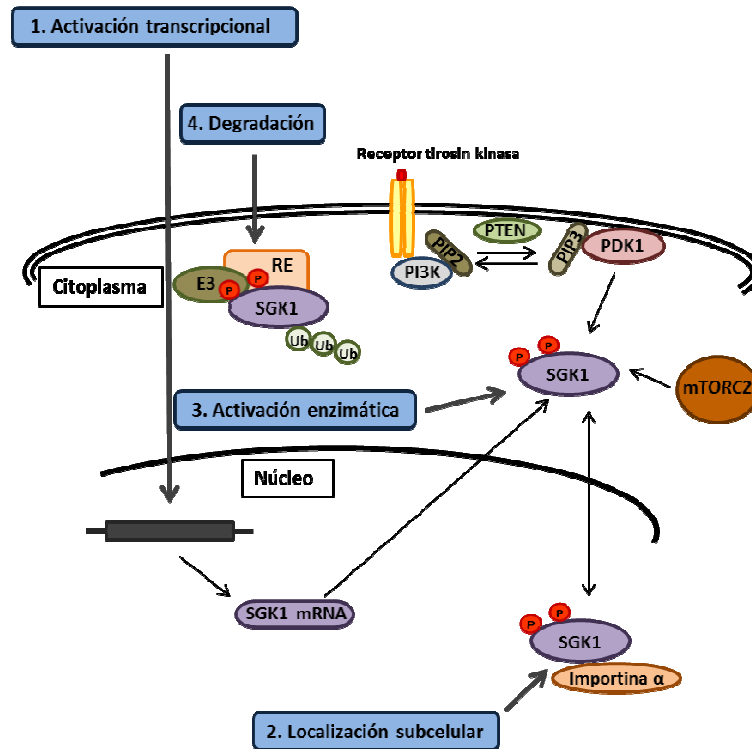 1. Activación transcripcional
4. Degradación
Receptor tirosin kinasa
PTEN
PIP2
PIP3
PDK1
PI3K
RE
E3
P
P
SGK1
Ub
Ub
Ub
Citoplasma
P
P
SGK1
mTORC2
3. Activación enzimática
Núcleo
SGK1 mRNA
P
P
SGK1
Importina α
2. Localización subcelular